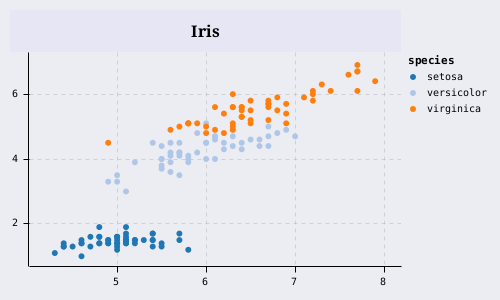 Iris
species
setosa
versicolor
virginica
6
4
2
5 6 7 8